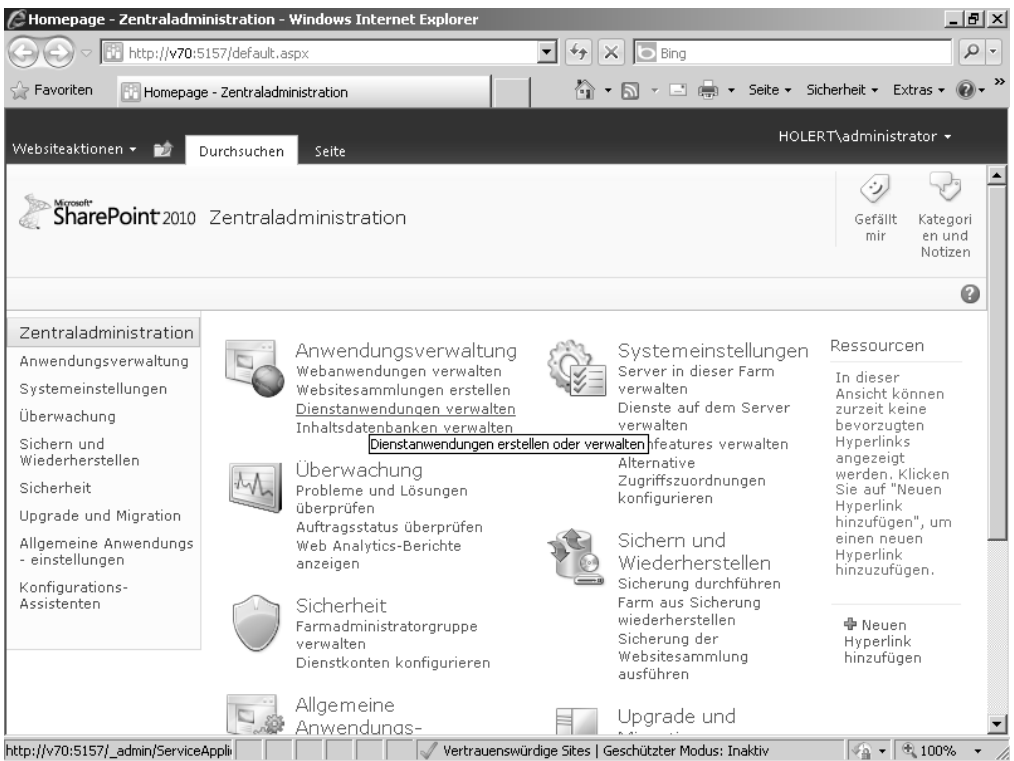 Homepage - Zentraladministration - Windows Internet Explorer
http://v70:5157/default.aspx
Bing
Favoriten
Homepage - Zentraladministration
Seite
Sicherheit
Extras
Websiteaktionen
Durchsuchen
Seite
HOLERT\administrator
Microsoft
SharePoint 2010
Zentraladministration
Gefällt
mir
Kategori
en und
Notizen
Zentraladministration
Anwendungsverwaltung
Systemeinstellungen
Überwachung
Sichern und
Wiederherstellen
Sicherheit
Upgrade und Migration
Allgemeine Anwendungs
- einstellungen
Konfigurations-
Assistenten
Anwendungsverwaltung
Webanwendungen verwalten
Websitesammlungen erstellen
Dienstanwendungen verwalten
Inhaltsdatenbanken verwalten
Dienstanwendungen erstellen oder verwalten
Überwachung
Probleme und Lösungen
überprüfen
Auftragsstatus überprüfen
Web Analytics-Berichte
anzeigen
Sicherheit
Farmadministratorgruppe
verwalten
Dienstkonten konfigurieren
Allgemeine
Anwendungs-
Systemeinstellungen
Server in dieser Farm
verwalten
Dienste auf dem Server
verwalten
nfeatures verwalten
Alternative
Zugriffszuordnungen
konfigurieren
Sichern und
Wiederherstellen
Sicherung durchführen
Farm aus Sicherung
wiederherstellen
Sicherung der
Websitesammlung
ausführen
Upgrade und
Ressourcen
In dieser
Ansicht können
zurzeit keine
bevorzugten
Hyperlinks
angezeigt
werden. Klicken
Sie auf "Neuen
Hyperlink
hinzufügen", um
einen neuen
Hyperlink
hinzuzufügen.
Neuen
Hyperlink
hinzufügen
http://v70:5157/_admin/ServiceAppli
Vertrauenswürdige Sites | Geschützter Modus: Inaktiv
100%